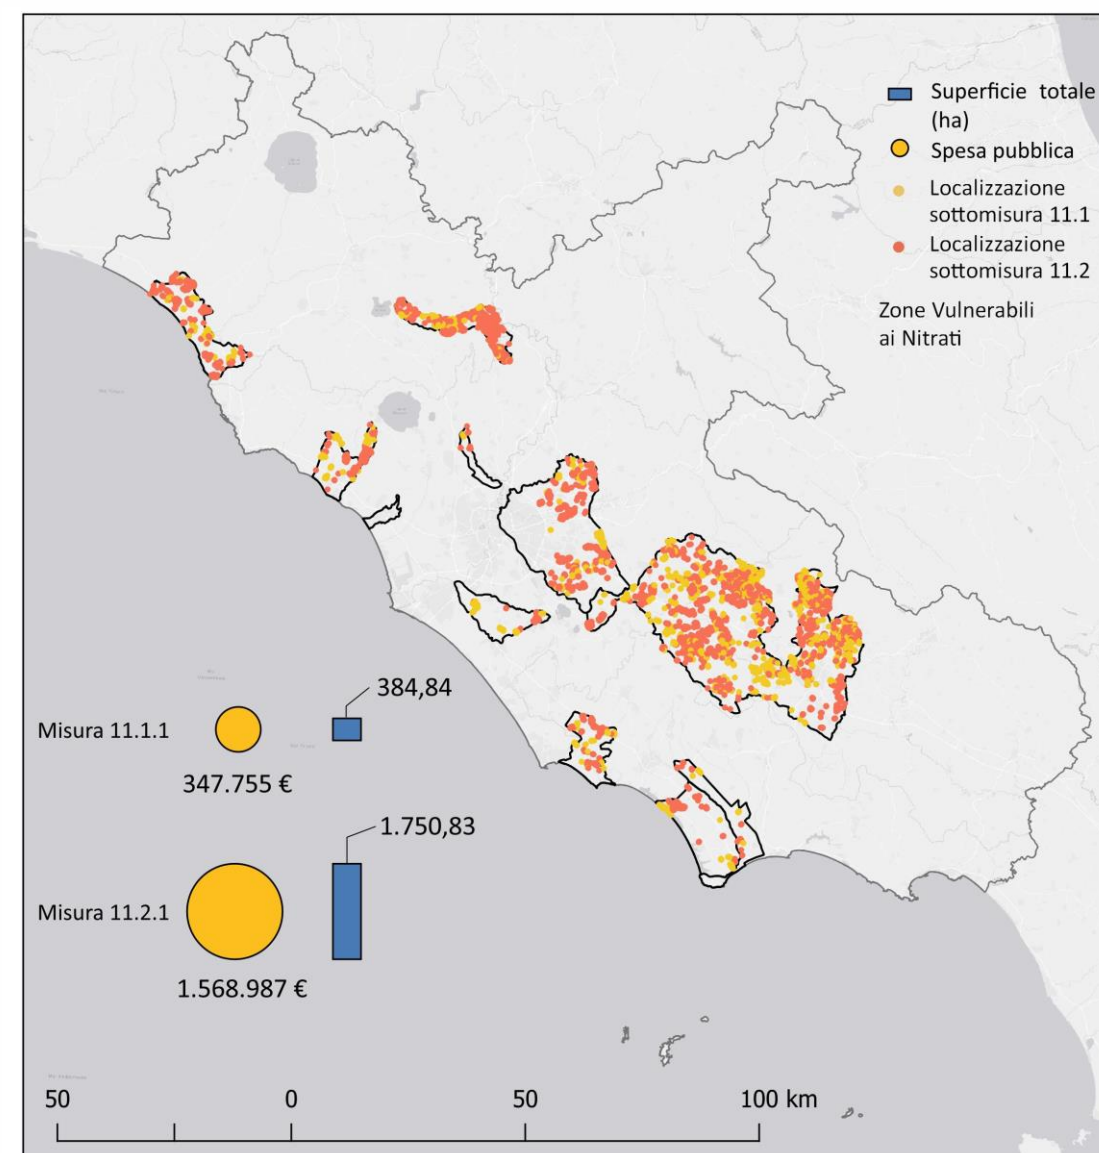 Superficie totale
(ha)
Spesa pubblica
Localizzazione
sottomisura 11.1
Localizzazione
sottomisura 11.2
Zone Vulnerabili
ai Nitrati
384,84
Misura 11.1.1
347.755 €
1.750,83
Misura 11.2.1
1.568.987 €
50 0 50 100 km